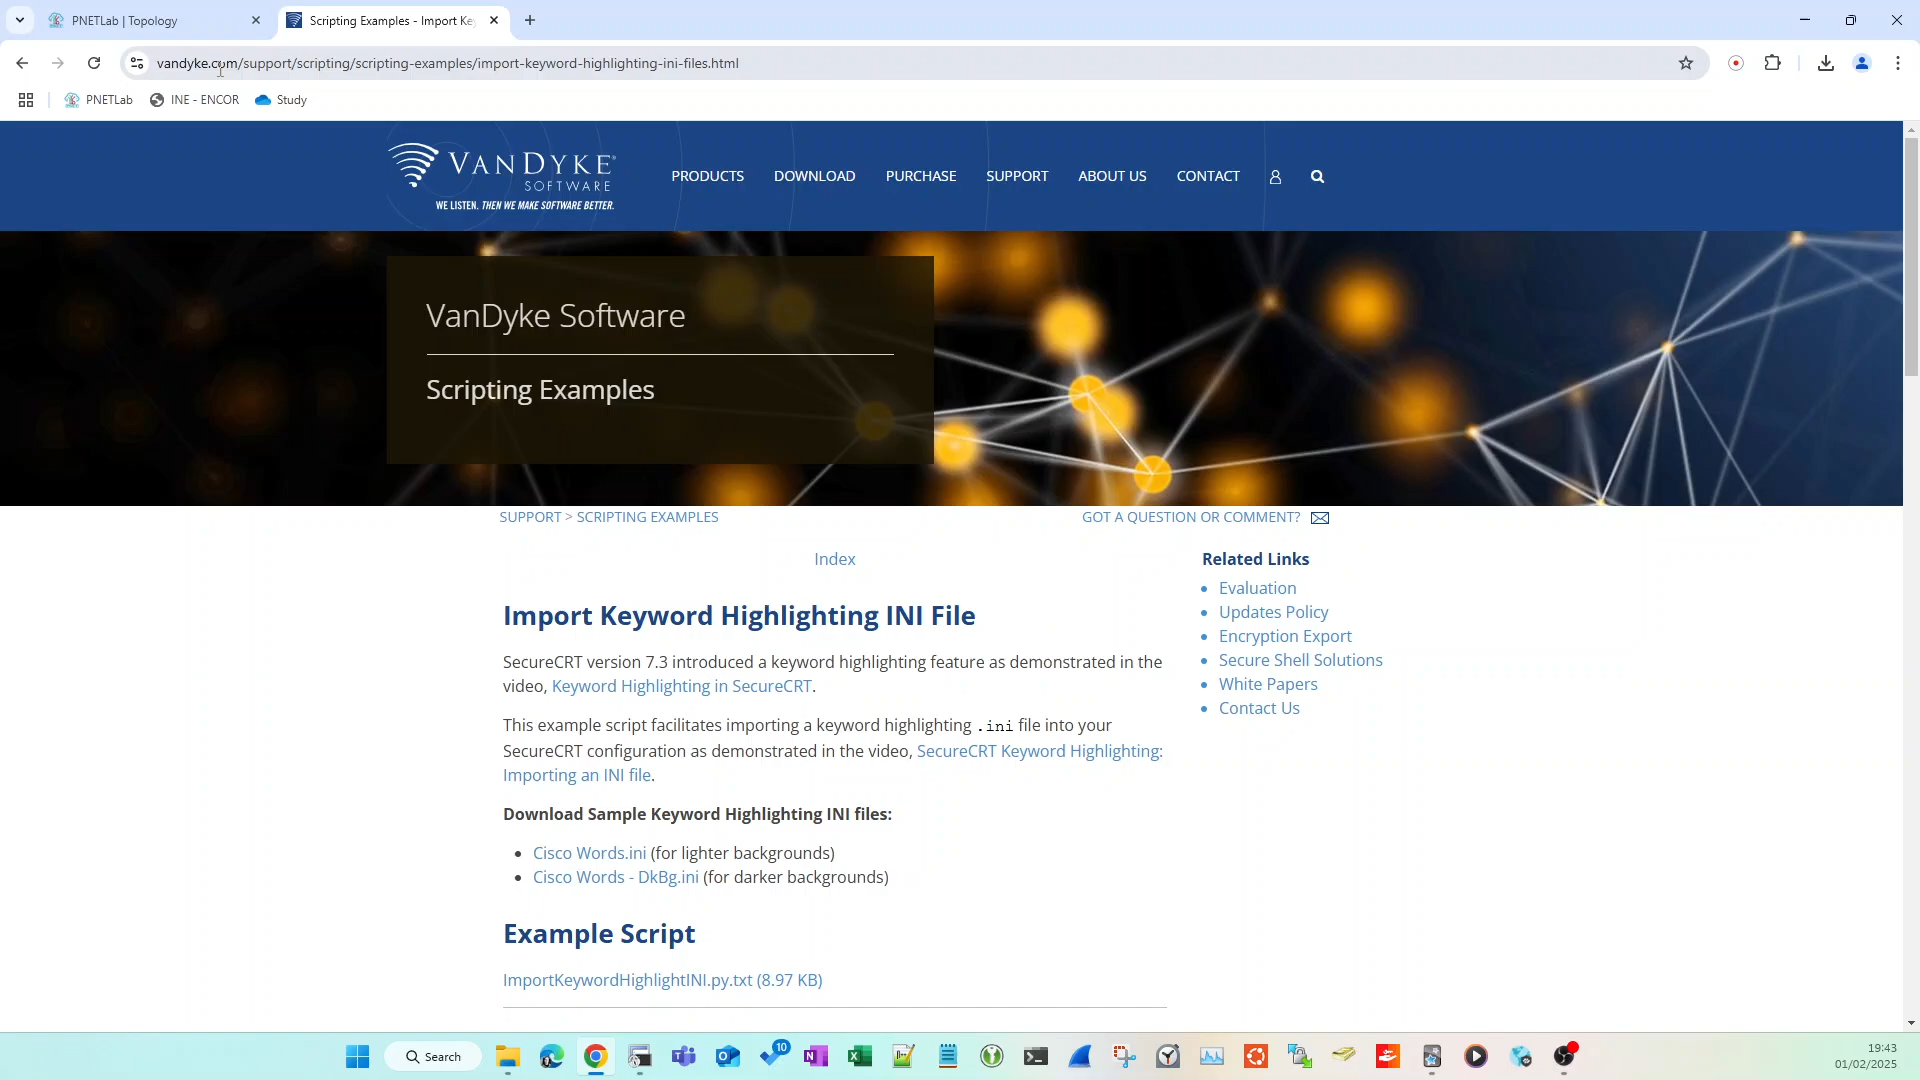 PNETLab | Topology
Scripting Examples - Import Key
vandyke.com/support/scripting/scripting-examples/import-keyword-highlighting-ini-files.html
PNETLab
INE - ENCOR
Study
VANDYKE®
SOFTWARE
WE LISTEN. THEN WE MAKE SOFTWARE BETTER.
PRODUCTS
DOWNLOAD
PURCHASE
SUPPORT
ABOUT US
CONTACT
VanDyke Software
Scripting Examples
SUPPORT > SCRIPTING EXAMPLES
GOT A QUESTION OR COMMENT?
Index
Import Keyword Highlighting INI File
SecureCRT version 7.3 introduced a keyword highlighting feature as demonstrated in the
video, Keyword Highlighting in SecureCRT.
This example script facilitates importing a keyword highlighting .ini file into your
SecureCRT configuration as demonstrated in the video, SecureCRT Keyword Highlighting:
Importing an INI file.
Download Sample Keyword Highlighting INI files:
Cisco Words.ini (for lighter backgrounds)
Cisco Words - DkBg.ini (for darker backgrounds)
Example Script
ImportKeywordHighlightINI.py.txt (8.97 KB)
Related Links
Evaluation
Updates Policy
Encryption Export
Secure Shell Solutions
White Papers
Contact Us
Search
10
19:43
01/02/2025